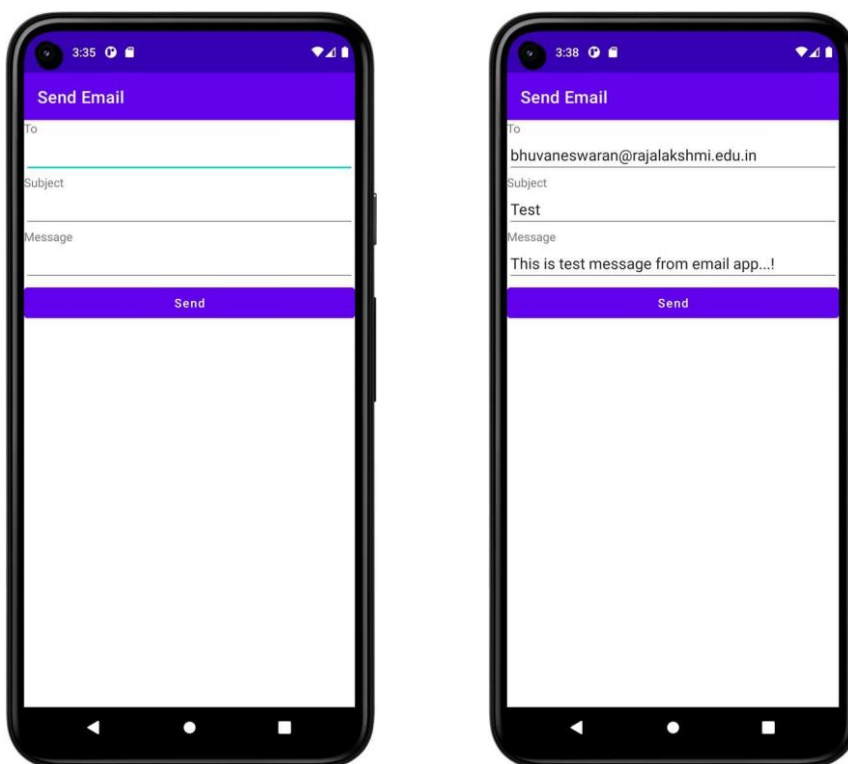 3:35
Send Email
To
Subject
Message
Send
3:38
Send Email
To
bhuvaneswaran@rajalakshmi.edu.in
Subject
Test
Message
This is test message from email app...!
Send